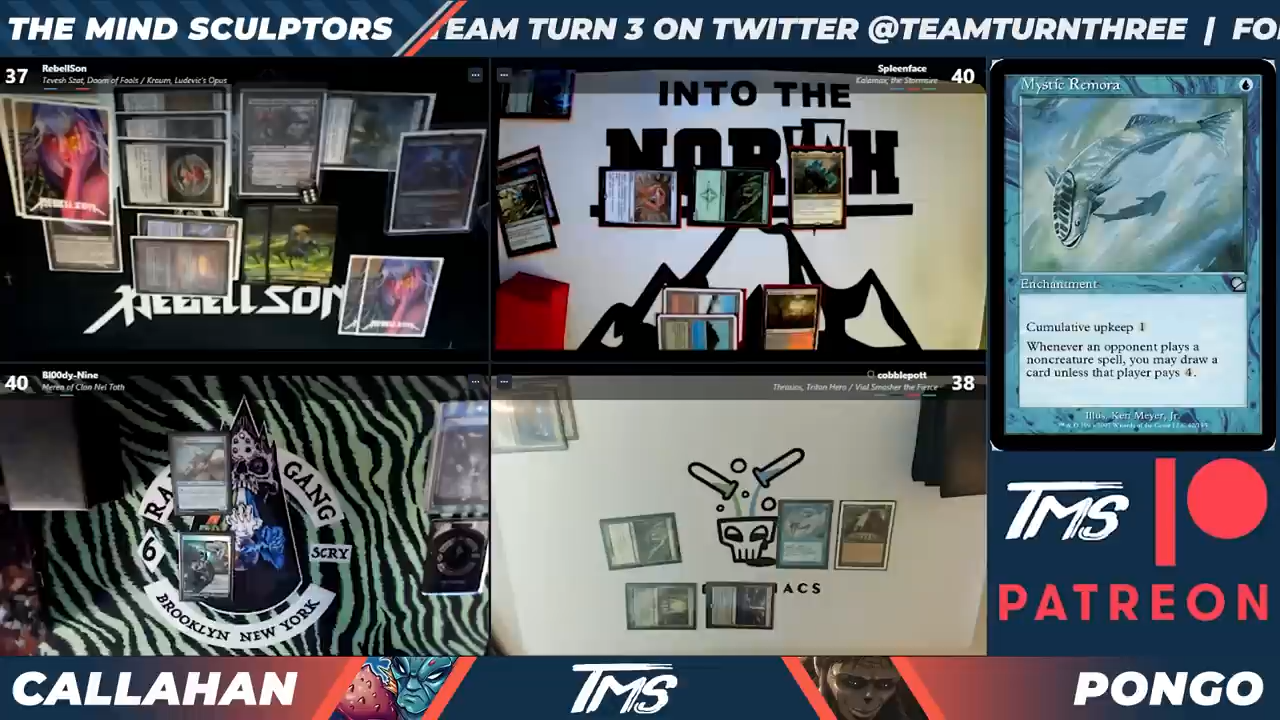 THE MIND SCULPTORS
TEAM TURN 3 ON TWITTER @TEAMTURNTHREE | FO
37
RebellSon
Tevesh Szat, Doom of Fools / Kraum, Ludevic's Opus
REBELLSON
Spleenface
Kalamax, the Stormsire
40
INTO THE
NORTH
Mystic Remora
Enchantment
Cumulative upkeep 1
Whenever an opponent plays a
noncreature spell, you may draw a
card unless that player pays 4.
Illus. Ken Meyer, Jr.
40
Bl00dy-Nine
Meren of Clan Nel Toth
GANG
6
SCRY
BROOKLYN NEW YORK
cobblepott
Thrasios, Triton Hero / Vial Smasher the Fierce
38
TMS
PATREON
CALLAHAN
TMS
PONGO